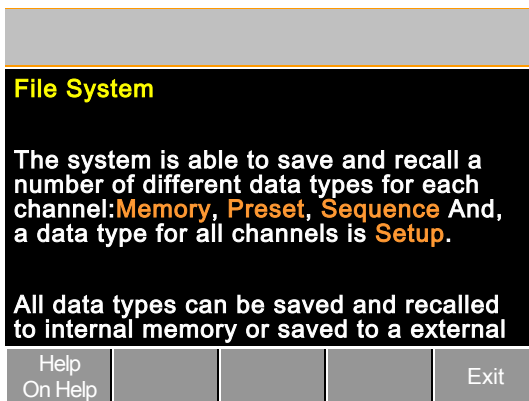 File System
The system is able to save and recall a
number of different data types for each
channel:Memory, Preset, Sequence And,
a data type for all channels is Setup.
All data types can be saved and recalled
to internal memory or saved to a external
Help
On Help
Exit